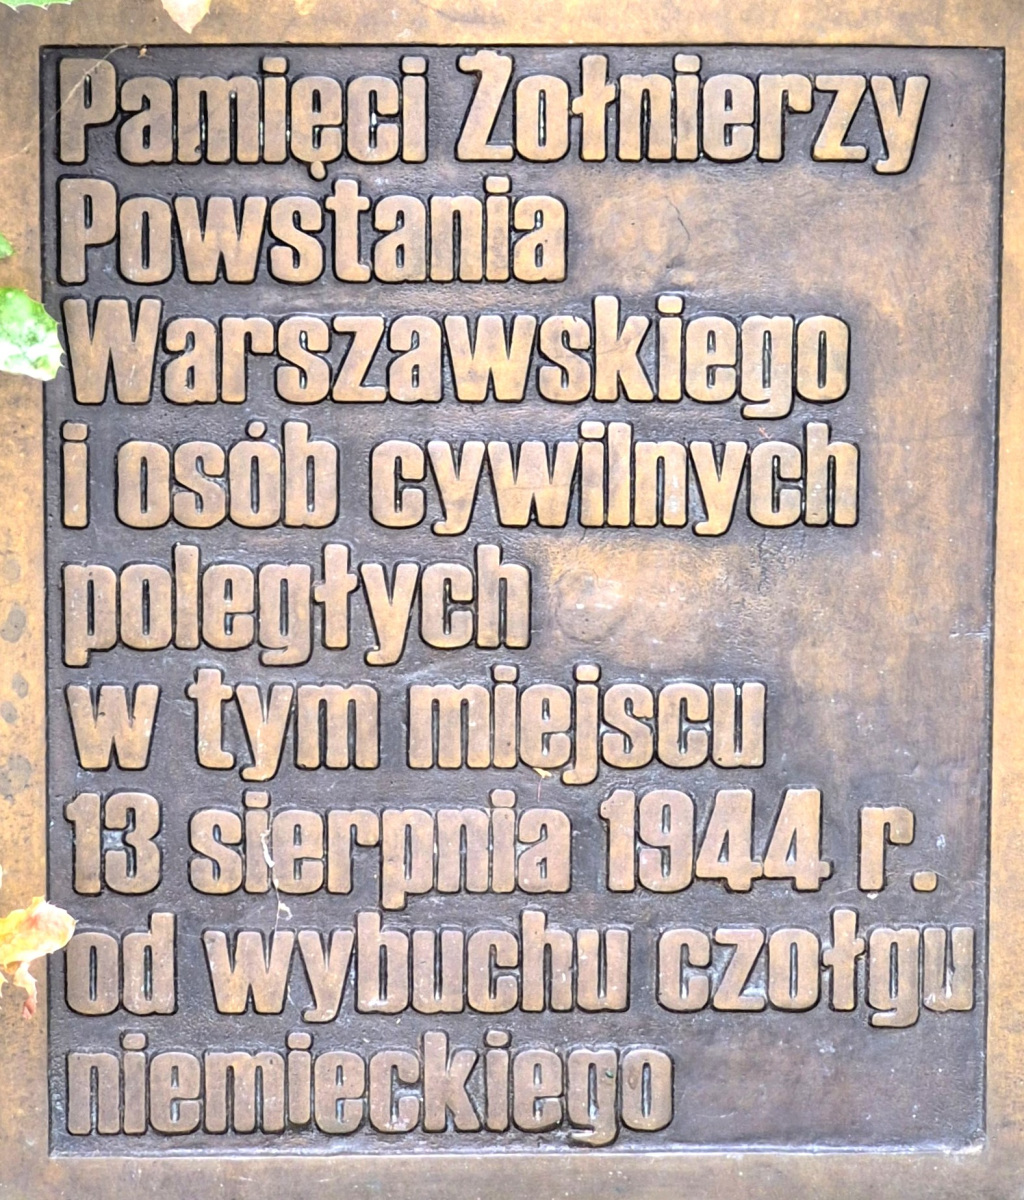 Pamięci Żołnierzy
Powstania
Warszawskiego
i osób cywilnych
poległych
w tym miejscu
13 sierpnia 1944 r.
od wybuchu czołgu
niemieckiego